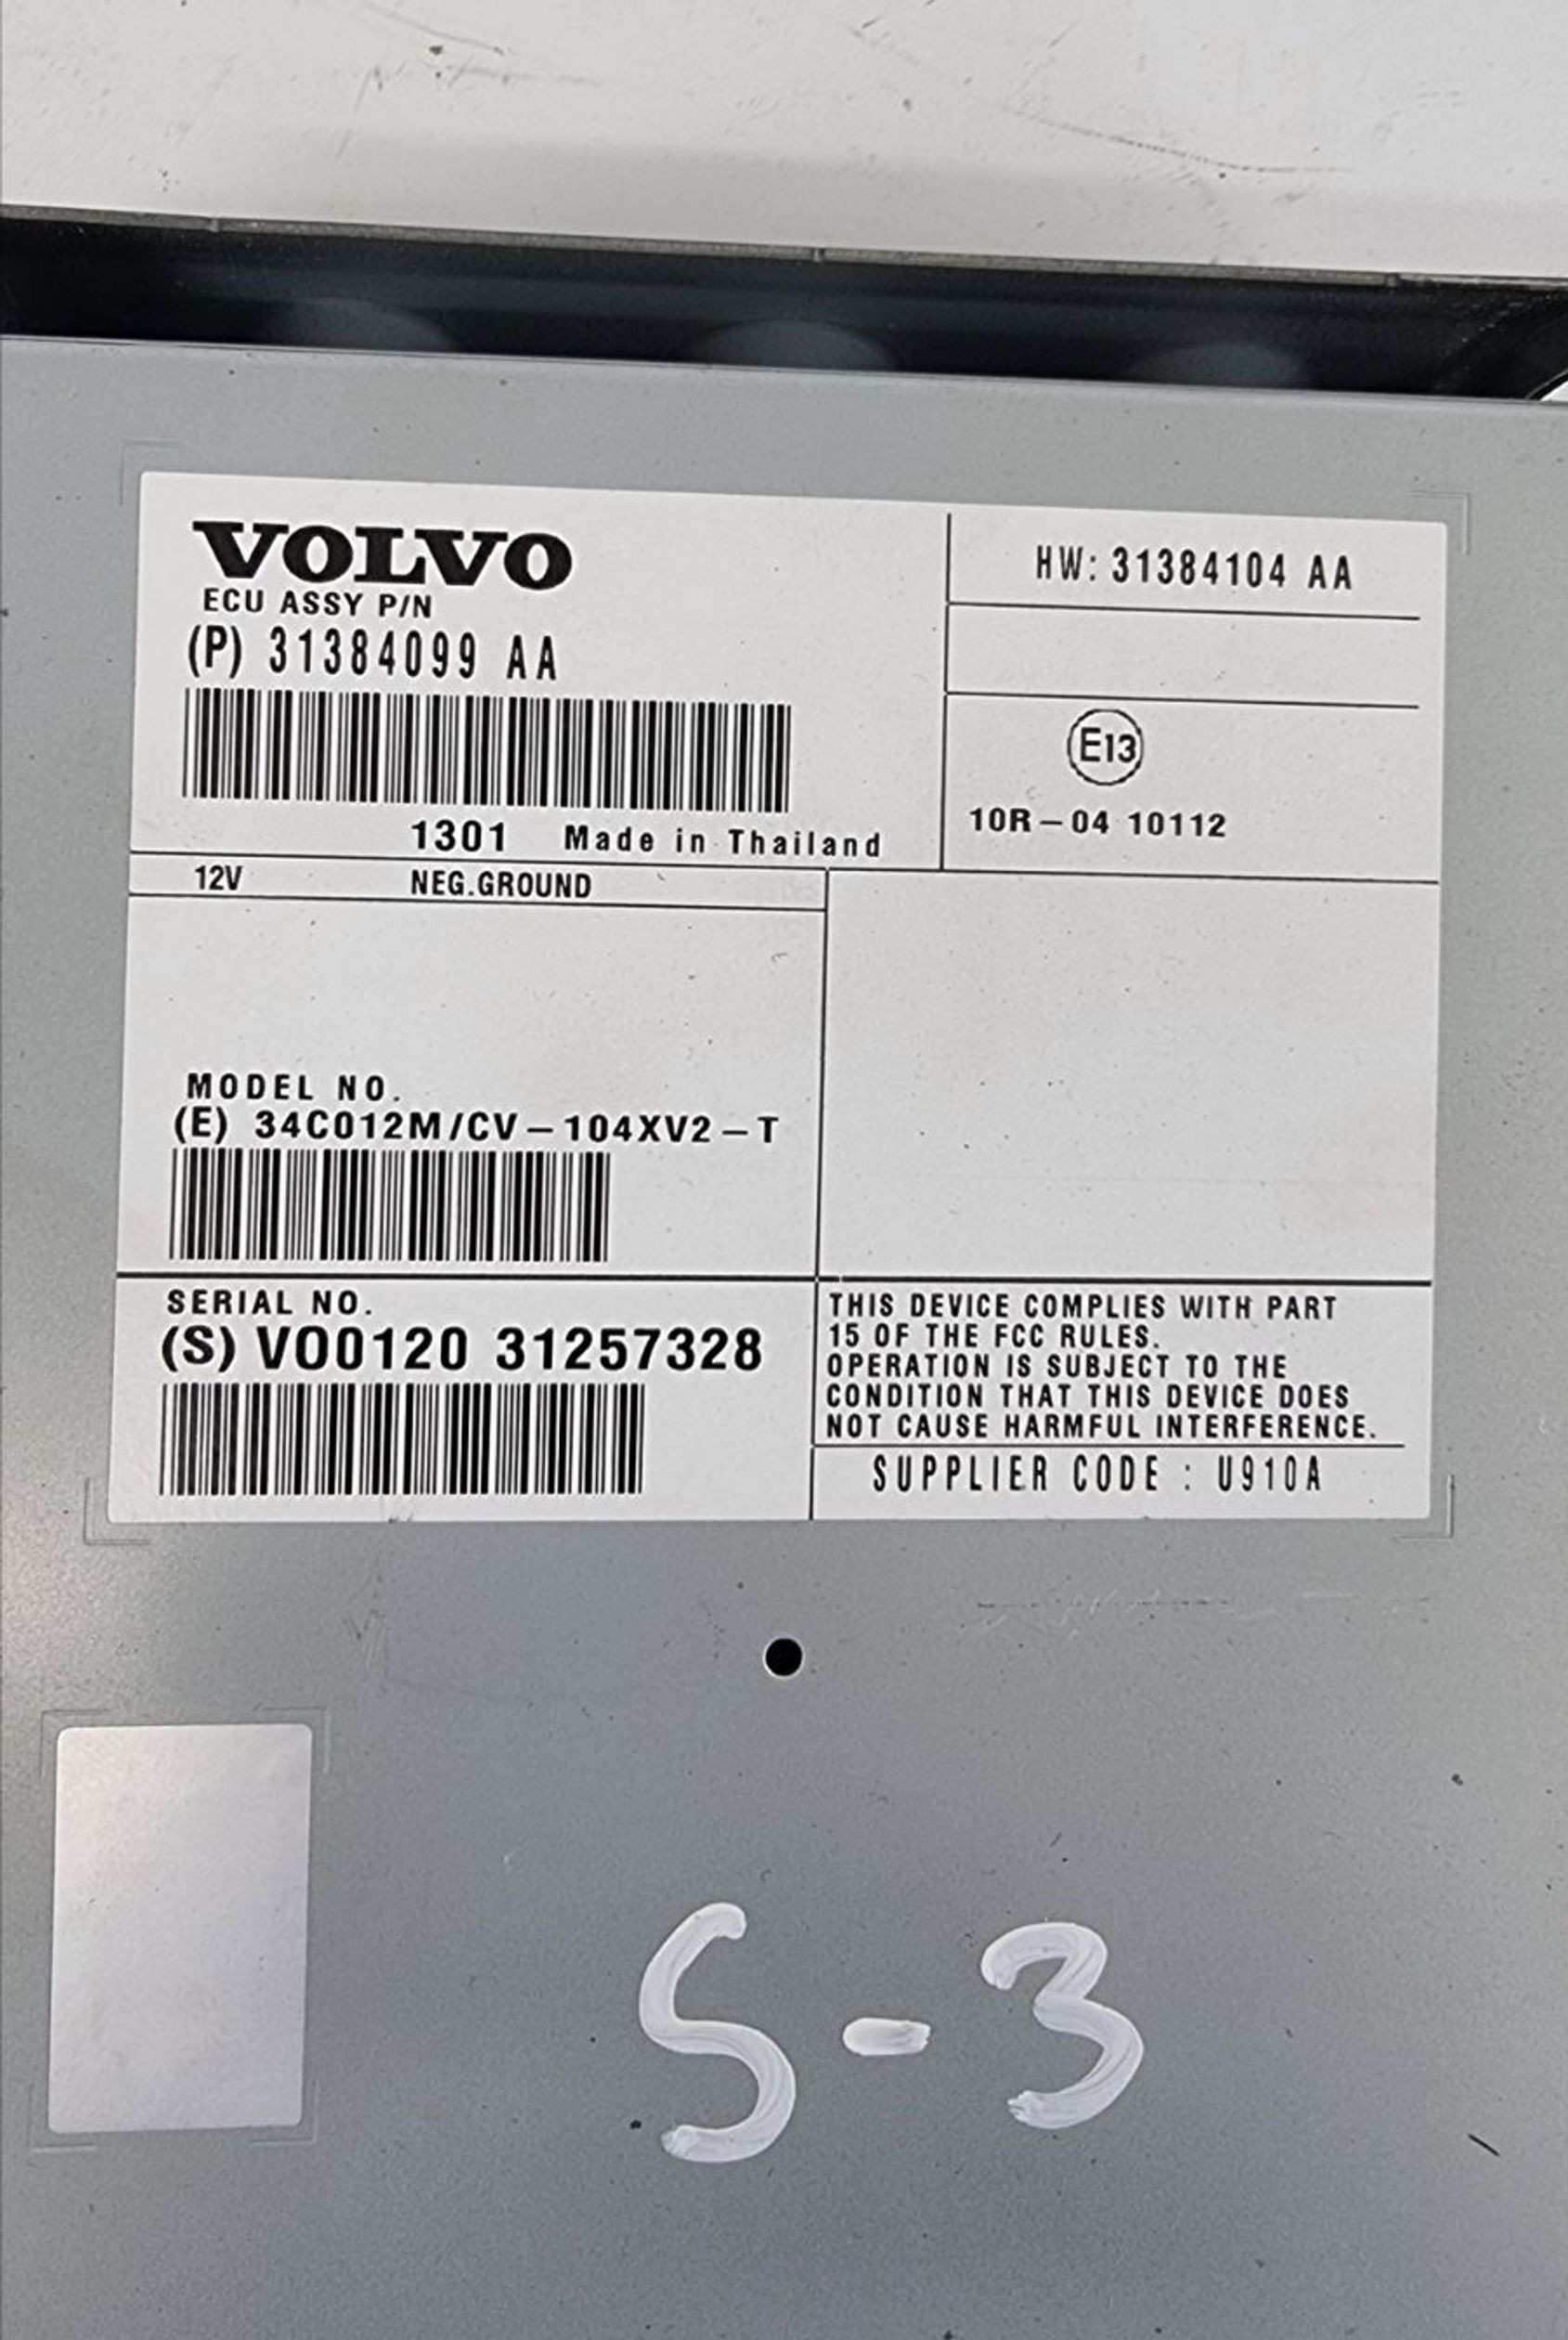 VOLVO
ECU ASSY P/N
(P) 31384099 AA
1301 Made in Thailand
HW: 31384104 AA
E13
10R-04 10112
12V NEG.GROUND
MODEL NO.
(E) 34C012M/CV-104XV2-T
SERIAL NO.
(S) VO0120 31257328
THIS DEVICE COMPLIES WITH PART
15 OF THE FCC RULES.
OPERATION IS SUBJECT TO THE
CONDITION THAT THIS DEVICE DOES
NOT CAUSE HARMFUL INTERFERENCE.
SUPPLIER CODE : U910A
5-3